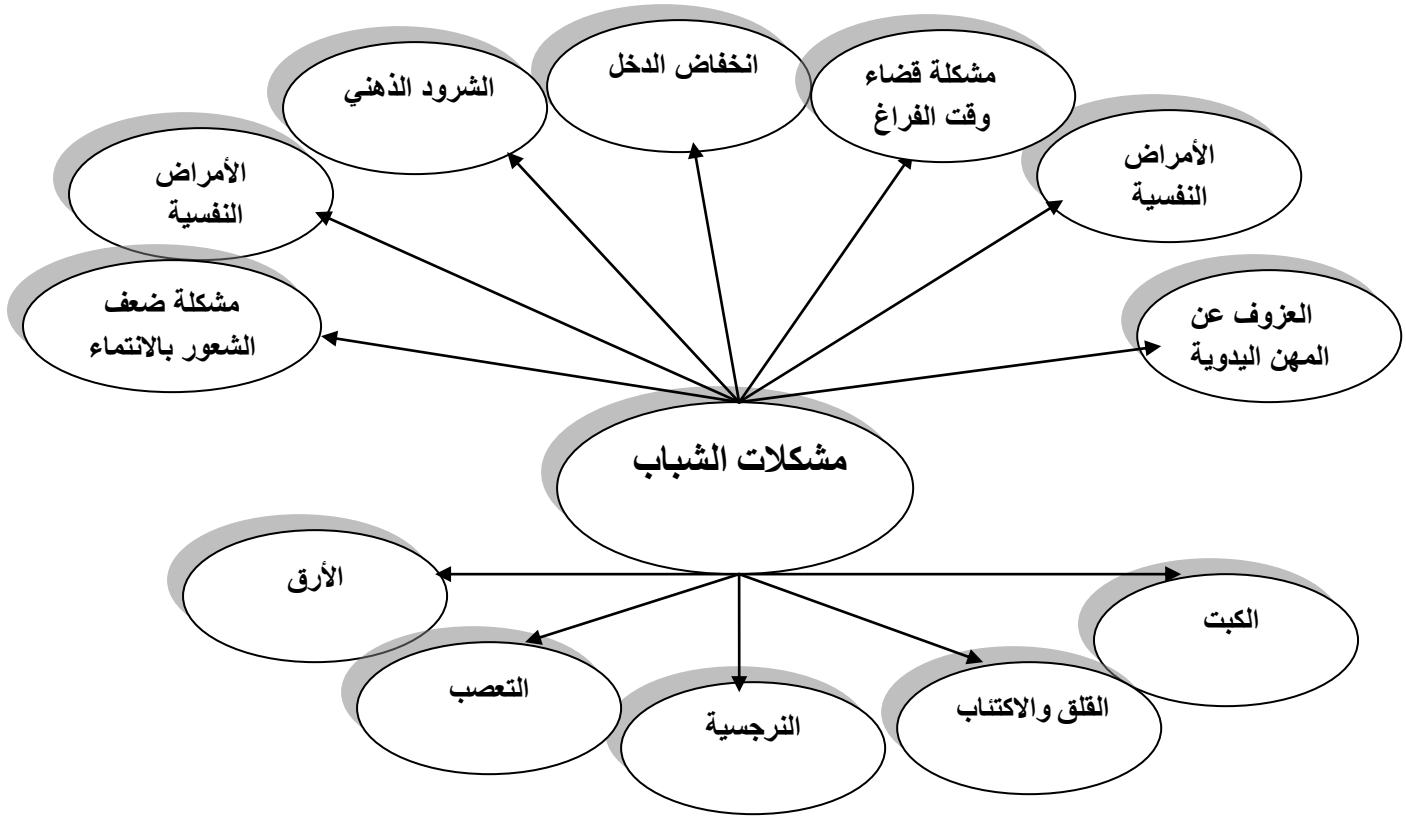 انخفاض الدخل
مشكلة قضاء
وقت الفراغ
الشرود الذهني
الأمراض
النفسية
الأمراض
النفسية
مشكلة ضعف
الشعور بالانتماء
العزوف عن
المهن اليدوية
مشكلات الشباب
الأرق
الكبت
التعصب
النرجسية
القلق والاكتئاب